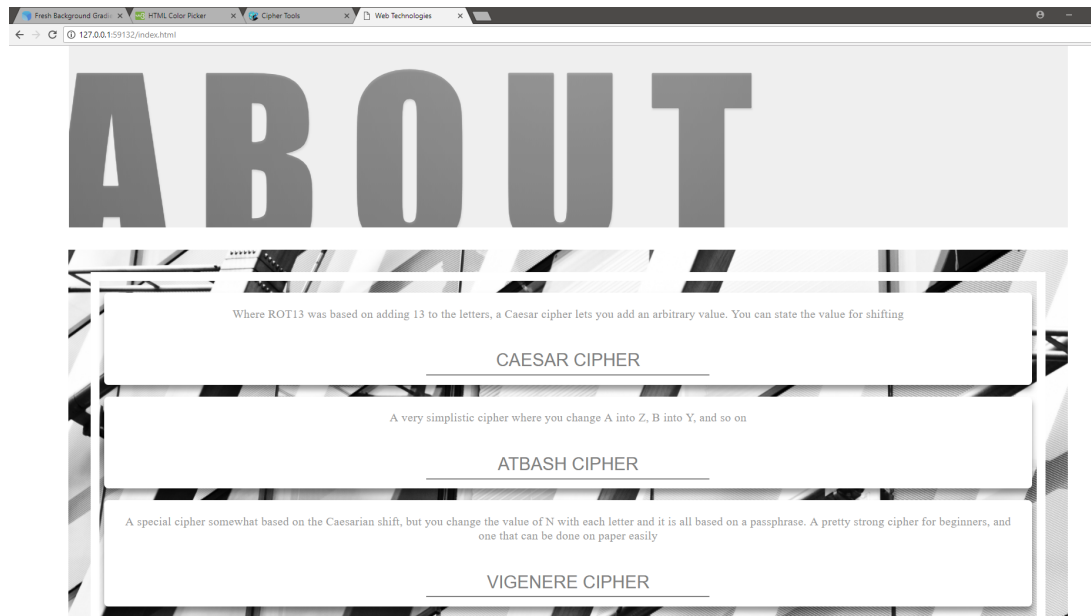 Fresh Background Gradi
HTML Color Picker
Cipher Tools
Web Technologies
127.0.0.1:59132/index.html
ABOUT
Where ROT13 was based on adding 13 to the letters, a Caesar cipher lets you add an arbitrary value. You can state the value for shifting
CAESAR CIPHER
A very simplistic cipher where you change A into Z, B into Y, and so on
ATBASH CIPHER
A special cipher somewhat based on the Caesarian shift, but you change the value of N with each letter and it is all based on a passphrase. A pretty strong cipher for beginners, and
one that can be done on paper easily
VIGENERE CIPHER